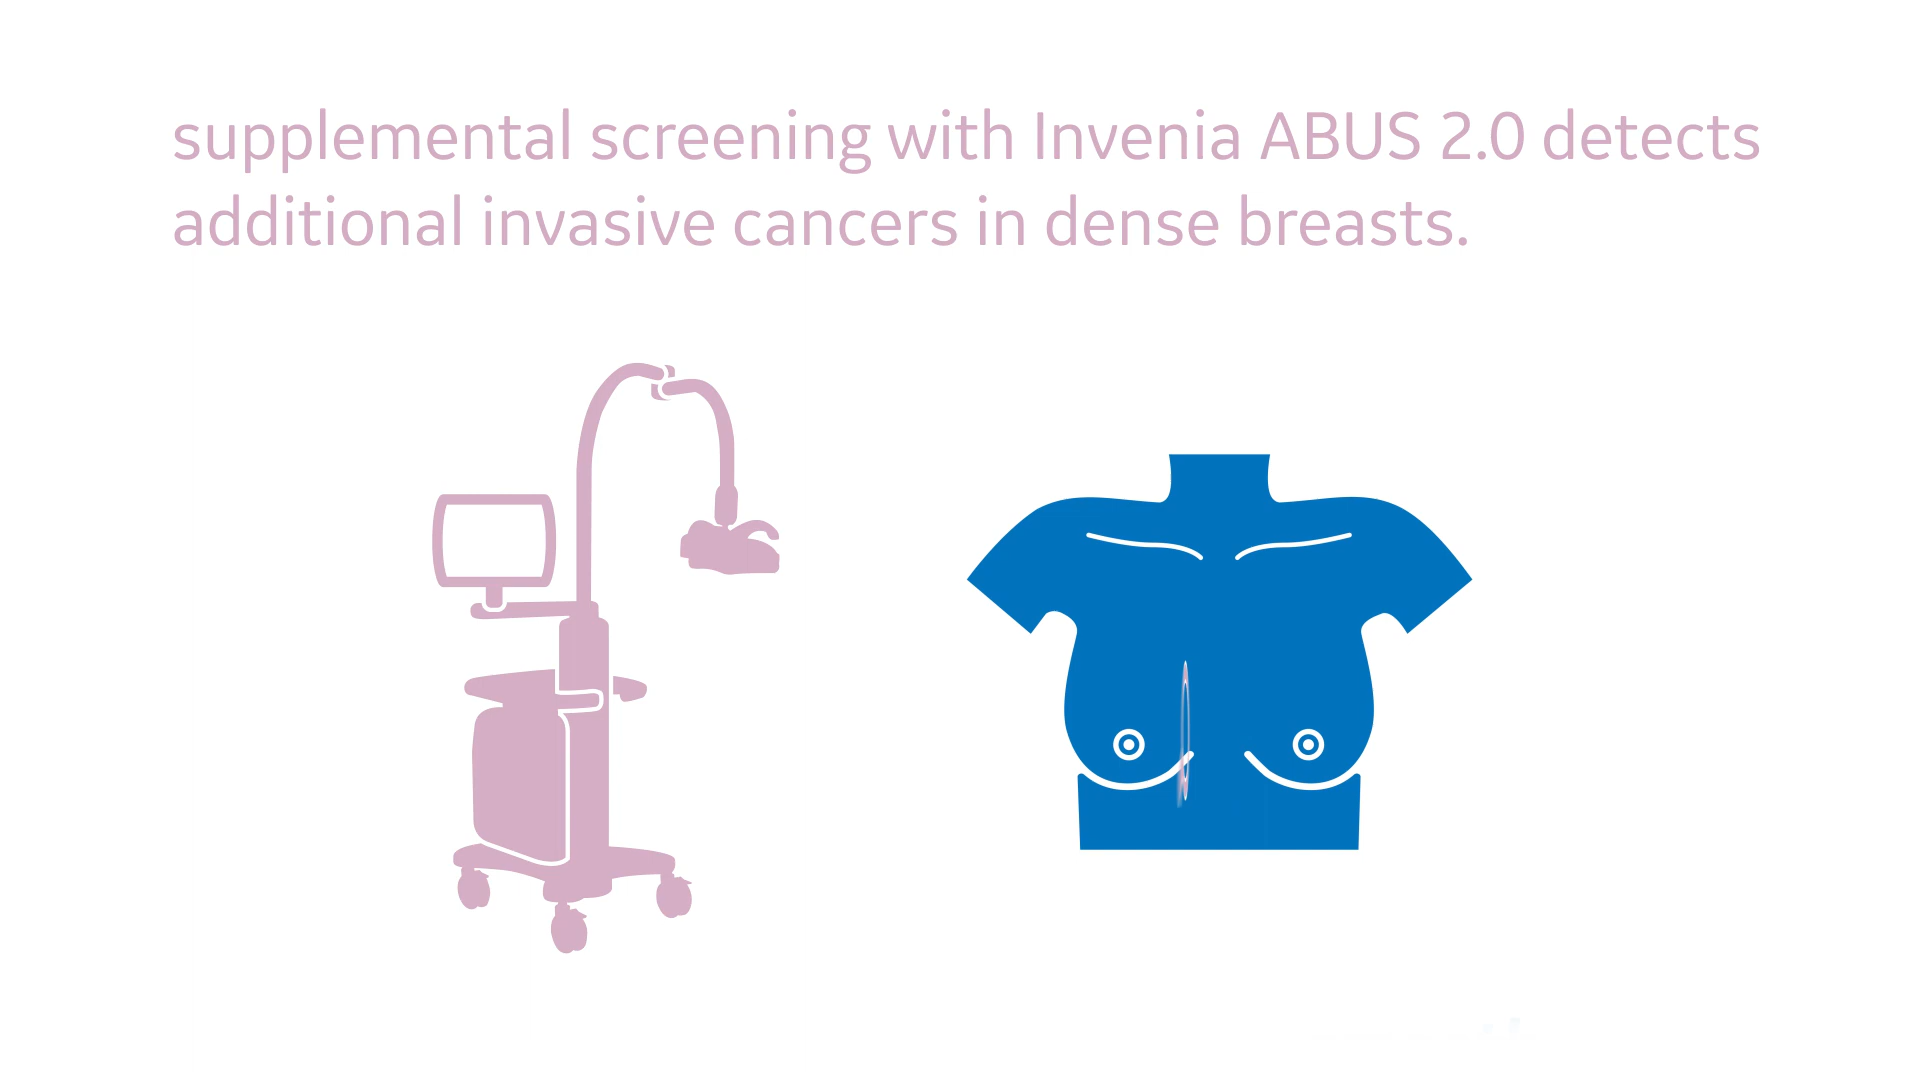 supplemental screening with Invenia ABUS 2.0 detects
additional invasive cancers in dense breasts.